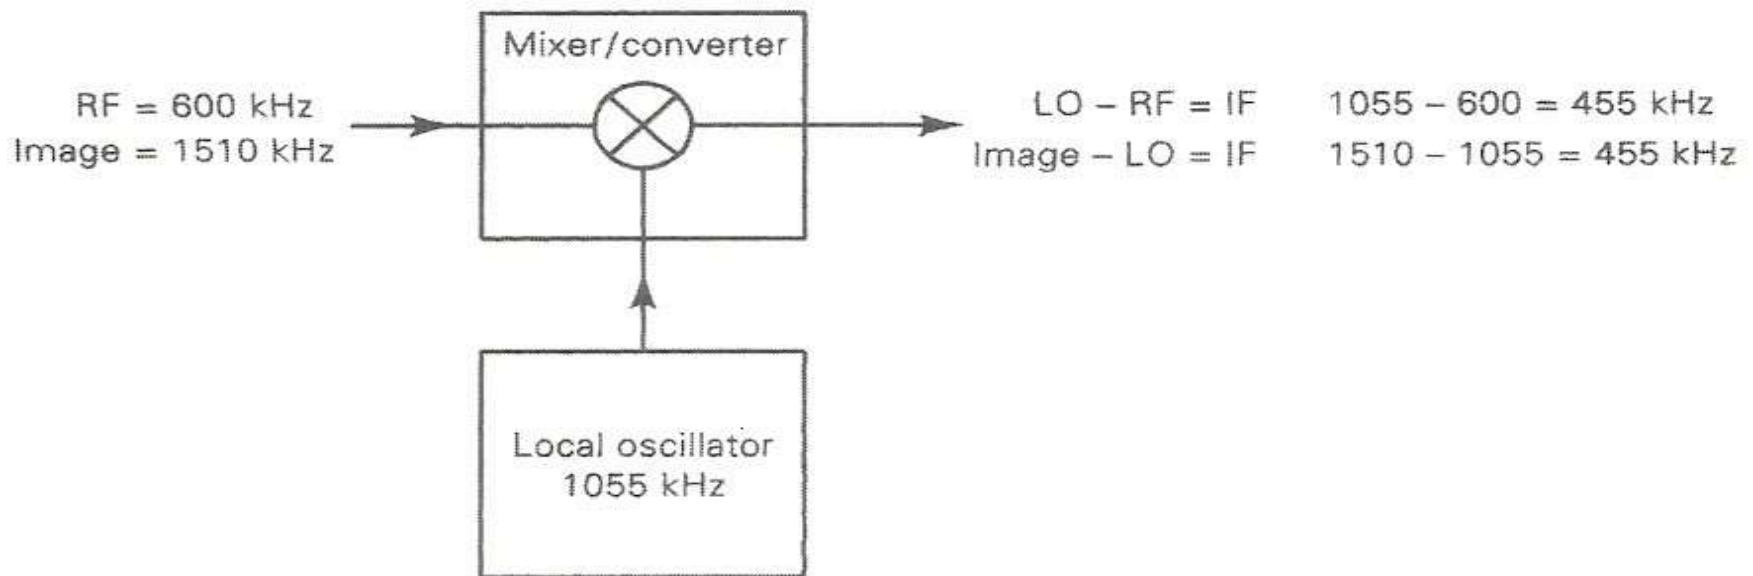 Mixer/converter
RF = 600 kHz
Image = 1510 kHz
LO – RF = IF 1055 – 600 = 455 kHz
Image – LO = IF 1510 – 1055 = 455 kHz
Local oscillator
1055 kHz